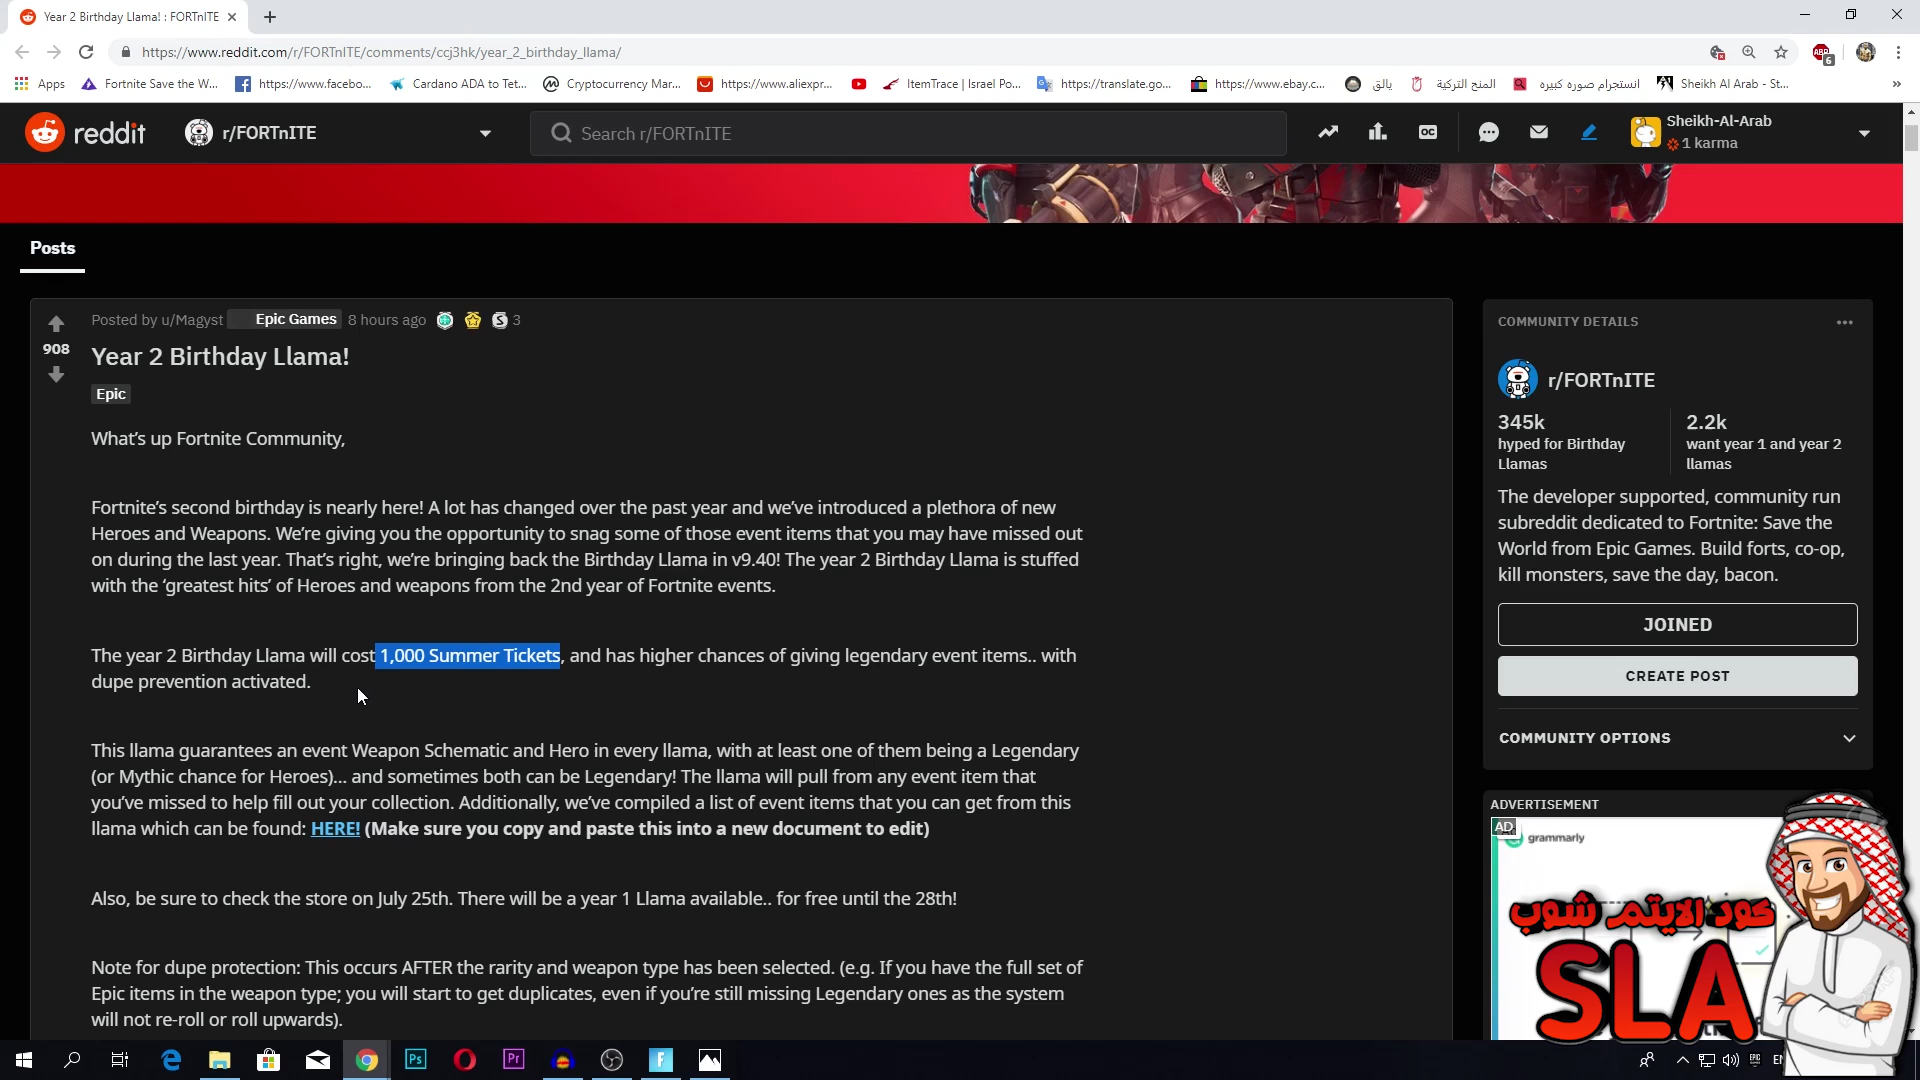 Year 2 Birthday Llama! : FORTnITE
https://www.reddit.com/r/FORTnITE/comments/ccj3hk/year_2_birthday_llama/
ABP
6
Apps
Fortnite Save the W...
https://www.facebo...
Cardano ADA to Tet...
Cryptocurrency Mar...
https://www.aliexpr...
ItemTrace | Israel Po...
https://translate.go...
https://www.ebay.c...
يالق
المنح التركية
انستجرام صوره كبيره
Sheikh Al Arab - St...
»
reddit
r/FORTnITE
Search r/FORTnITE
OC
Sheikh-Al-Arab
1 karma
Posts
Posted by u/Magyst
Epic Games
8 hours ago
S
3
908
Year 2 Birthday Llama!
Epic
What's up Fortnite Community,
Fortnite’s second birthday is nearly here! A lot has changed over the past year and we’ve introduced a plethora of new
Heroes and Weapons. We’re giving you the opportunity to snag some of those event items that you may have missed out
on during the last year. That’s right, we’re bringing back the Birthday Llama in v9.40! The year 2 Birthday Llama is stuffed
with the ‘greatest hits’ of Heroes and weapons from the 2nd year of Fortnite events.
The year 2 Birthday Llama will cost 1,000 Summer Tickets, and has higher chances of giving legendary event items.. with
dupe prevention activated.
This llama guarantees an event Weapon Schematic and Hero in every llama, with at least one of them being a Legendary
(or Mythic chance for Heroes)... and sometimes both can be Legendary! The llama will pull from any event item that
you’ve missed to help fill out your collection. Additionally, we’ve compiled a list of event items that you can get from this
llama which can be found: HERE! (Make sure you copy and paste this into a new document to edit)
Also, be sure to check the store on July 25th. There will be a year 1 Llama available.. for free until the 28th!
Note for dupe protection: This occurs AFTER the rarity and weapon type has been selected. (e.g. If you have the full set of
Epic items in the weapon type; you will start to get duplicates, even if you’re still missing Legendary ones as the system
will not re-roll or roll upwards).
COMMUNITY DETAILS
r/FORTnITE
345k
hyped for Birthday
Llamas
2.2k
want year 1 and year 2
llamas
The developer supported, community run
subreddit dedicated to Fortnite: Save the
World from Epic Games. Build forts, co-op,
kill monsters, save the day, bacon.
JOINED
CREATE POST
COMMUNITY OPTIONS
ADVERTISEMENT
AD
grammarly
كود الايتم شوب
SLA
Ps
Pr
F
EPIC